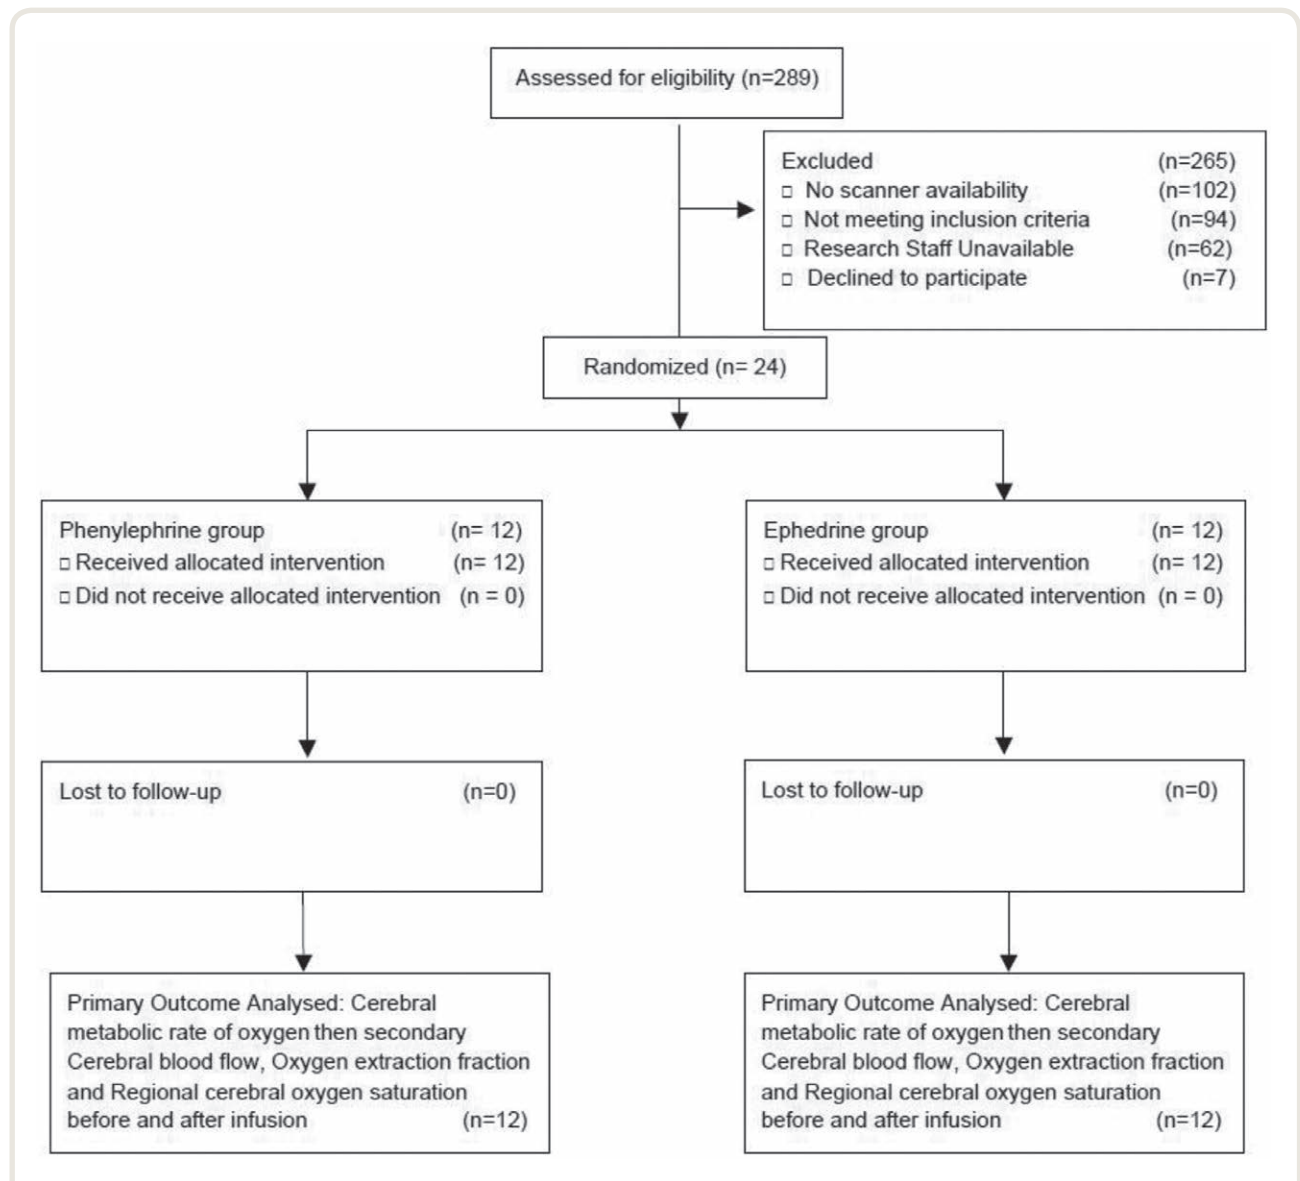 Assessed for eligibility (n=289)
Excluded (n=265)
□ No scanner availability (n=102)
□ Not meeting inclusion criteria (n=94)
□ Research Staff Unavailable (n=62)
□ Declined to participate (n=7)
Randomized (n= 24)
Phenylephrine group (n= 12)
□ Received allocated intervention (n= 12)
□ Did not receive allocated intervention (n = 0)
Ephedrine group (n= 12)
□ Received allocated intervention (n= 12)
□ Did not receive allocated intervention (n = 0)
Lost to follow-up (n=0)
Lost to follow-up (n=0)
Primary Outcome Analysed: Cerebral
metabolic rate of oxygen then secondary
Cerebral blood flow, Oxygen extraction fraction
and Regional cerebral oxygen saturation
before and after infusion (n=12)
Primary Outcome Analysed: Cerebral
metabolic rate of oxygen then secondary
Cerebral blood flow, Oxygen extraction fraction
and Regional cerebral oxygen saturation
before and after infusion (n=12)